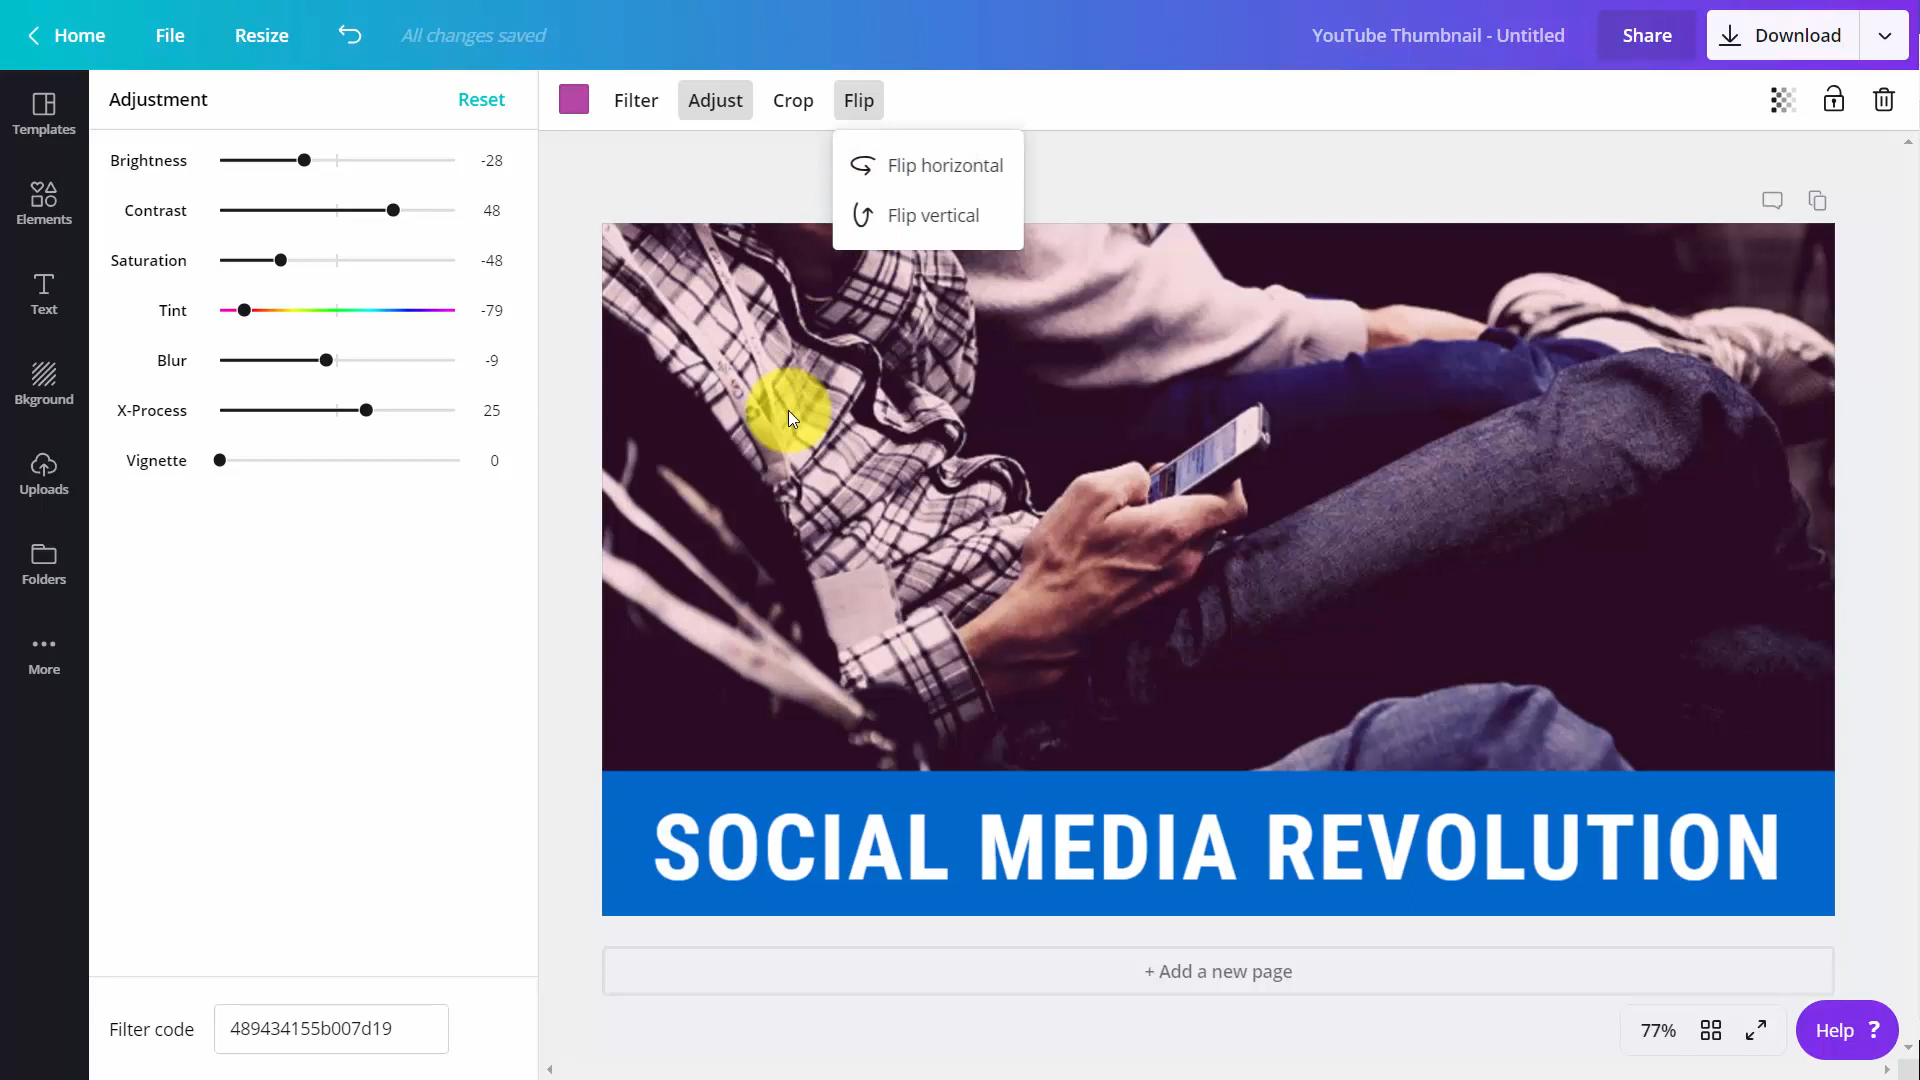 Home File Resize All changes saved YouTube Thumbnail - Untitled Share Download
Templates
Elements
Text
Bkground
Uploads
Folders
More
Adjustment Reset
Brightness -28
Contrast 48
Saturation -48
Tint -79
Blur -9
X-Process 25
Vignette 0
Filter code 489434155b007d19
Filter Adjust Crop Flip
Flip horizontal
Flip vertical
SOCIAL MEDIA REVOLUTION
+ Add a new page
77% Help ?